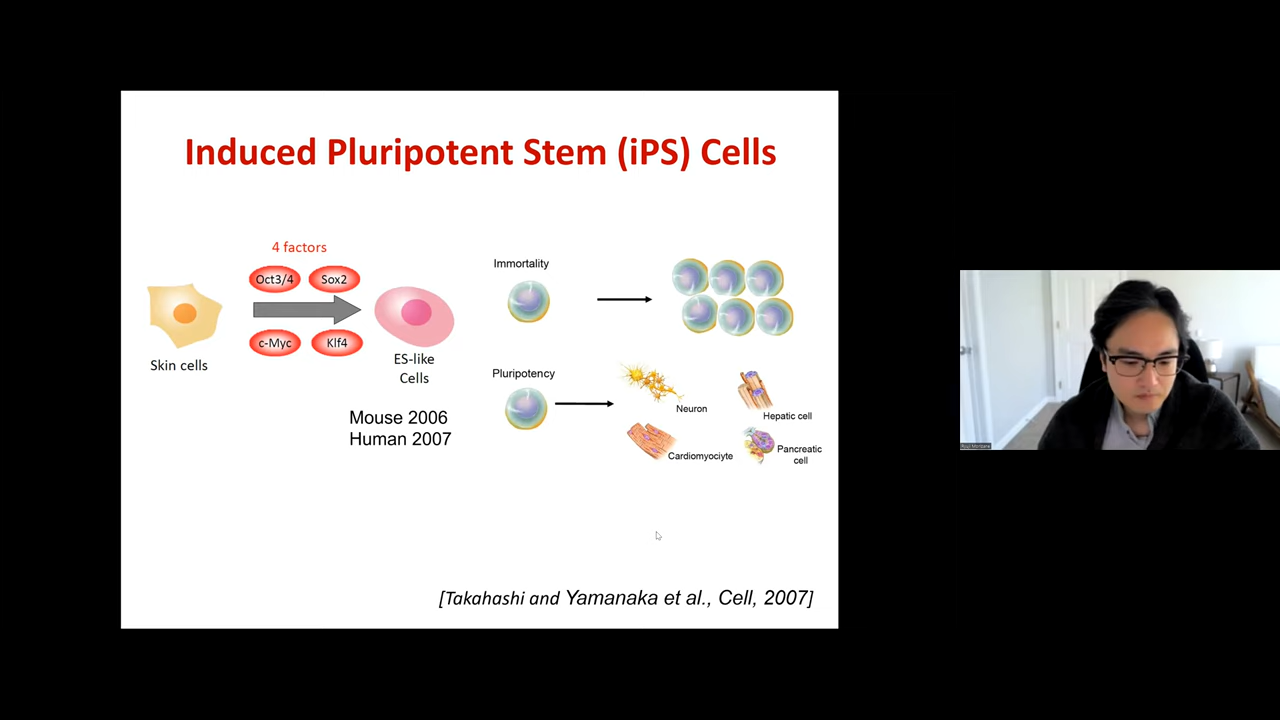 Induced Pluripotent Stem (iPS) Cells
4 factors
Oct3/4
Sox2
c-Myc
Klf4
Skin cells
ES-like
Cells
Mouse 2006
Human 2007
Immortality
Pluripotency
Neuron
Hepatic cell
Cardiomyociyte
Pancreatic
cell
[Takahashi and Yamanaka et al., Cell, 2007]